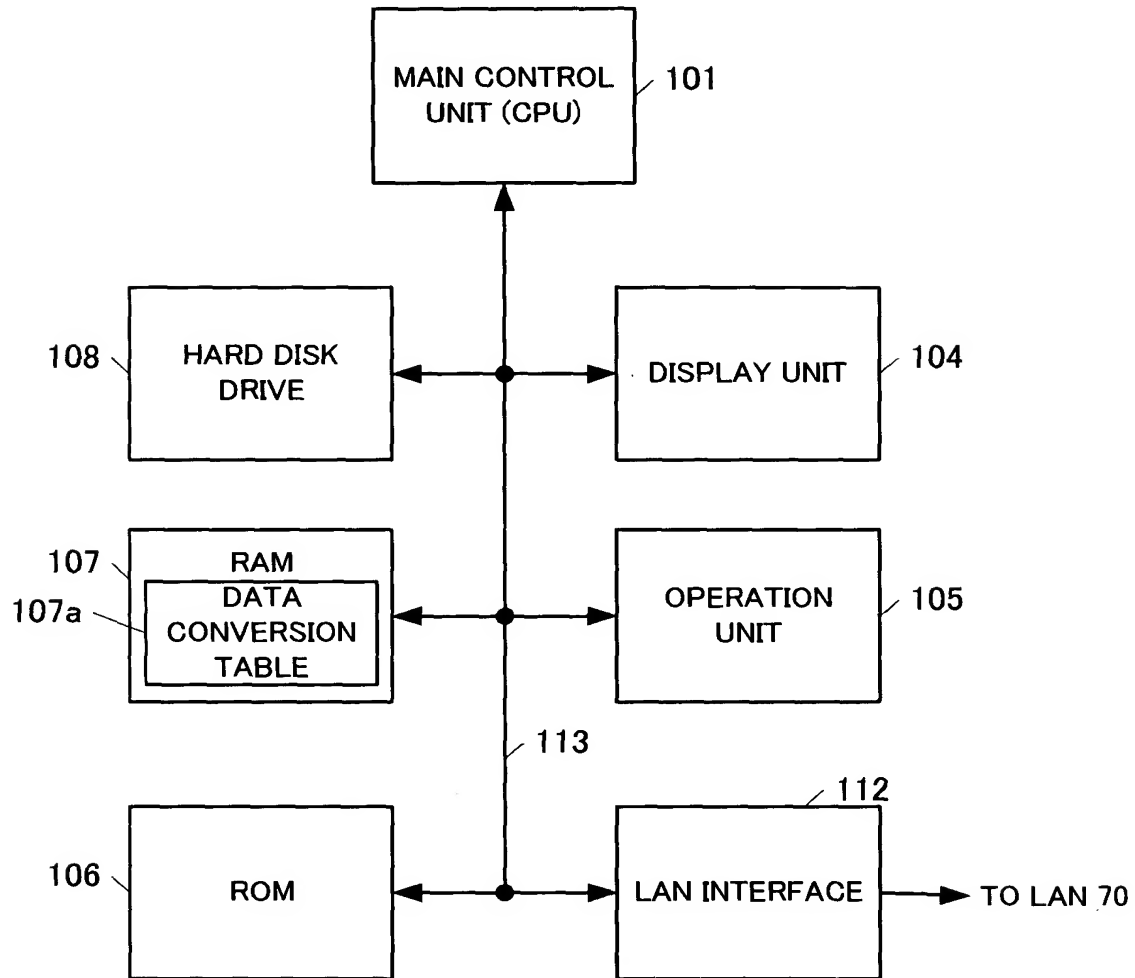 MAIN CONTROL
UNIT (CPU)
101
108
HARD DISK
DRIVE
DISPLAY UNIT
104
107
RAM
107a
DATA
CONVERSION
TABLE
OPERATION
UNIT
105
113
112
106
ROM
LAN INTERFACE
TO LAN 70